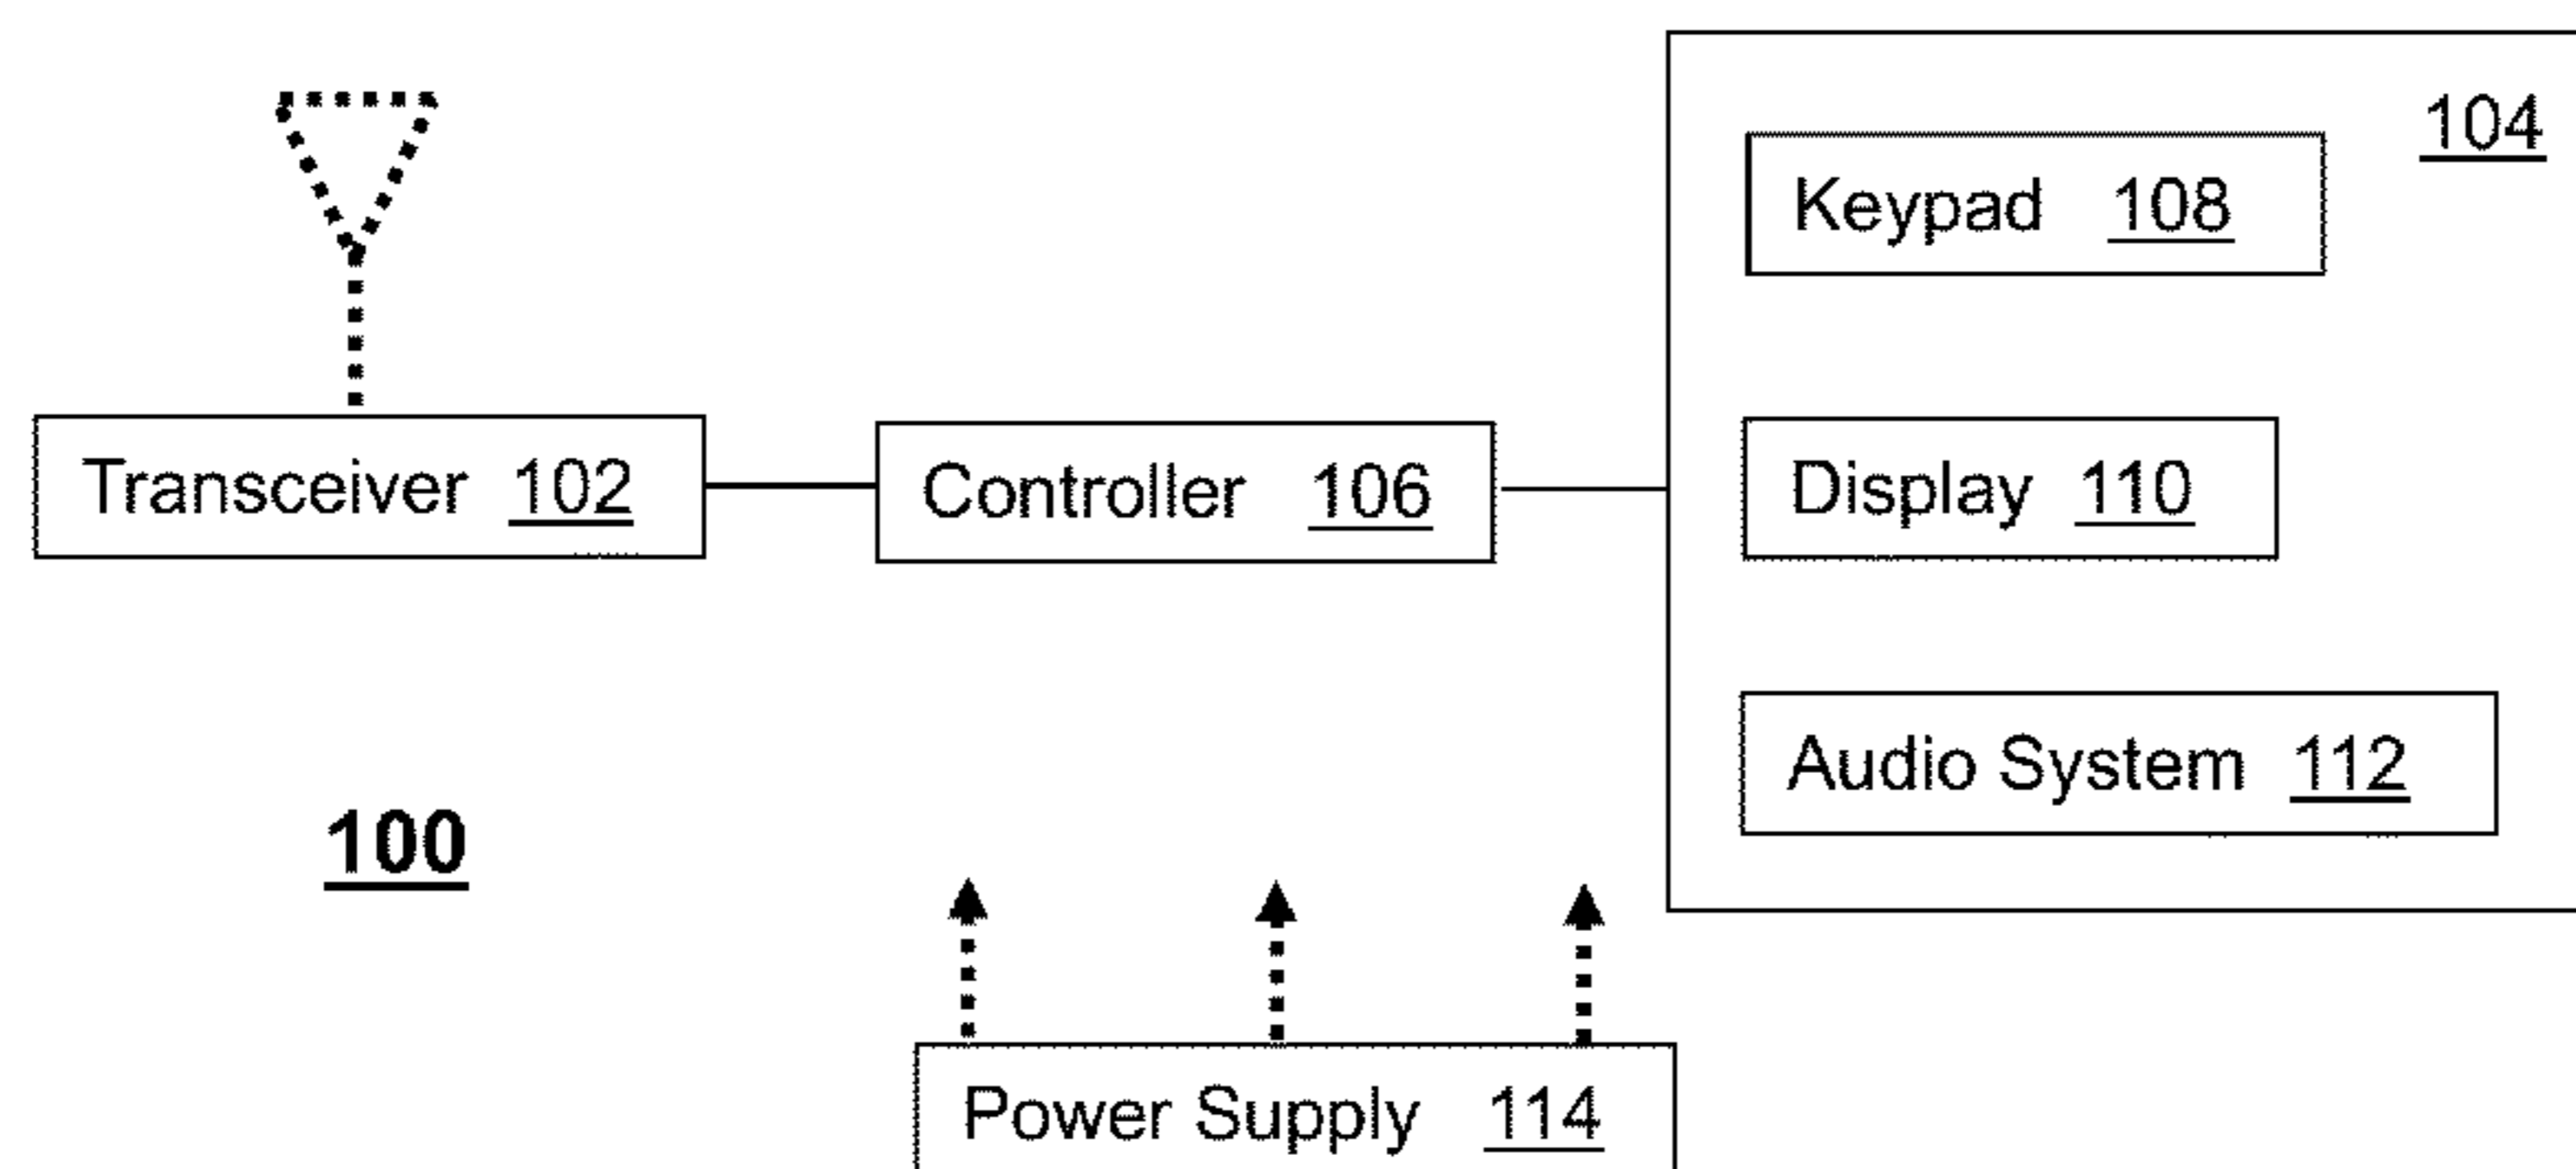 104
Keypad 108
Transceiver 102
Controller 106
Display 110
Audio System 112
100
Power Supply 114